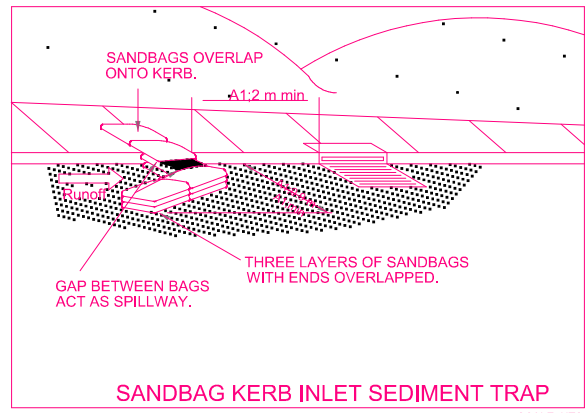 SANDBAGS OVERLAP
ONTO KERB.
A1;2 m min
Runoff
THREE LAYERS OF SANDBAGS
WITH ENDS OVERLAPPED.
GAP BETWEEN BAGS
ACT AS SPILLWAY.
SANDBAG KERB INLET SEDIMENT TRAP